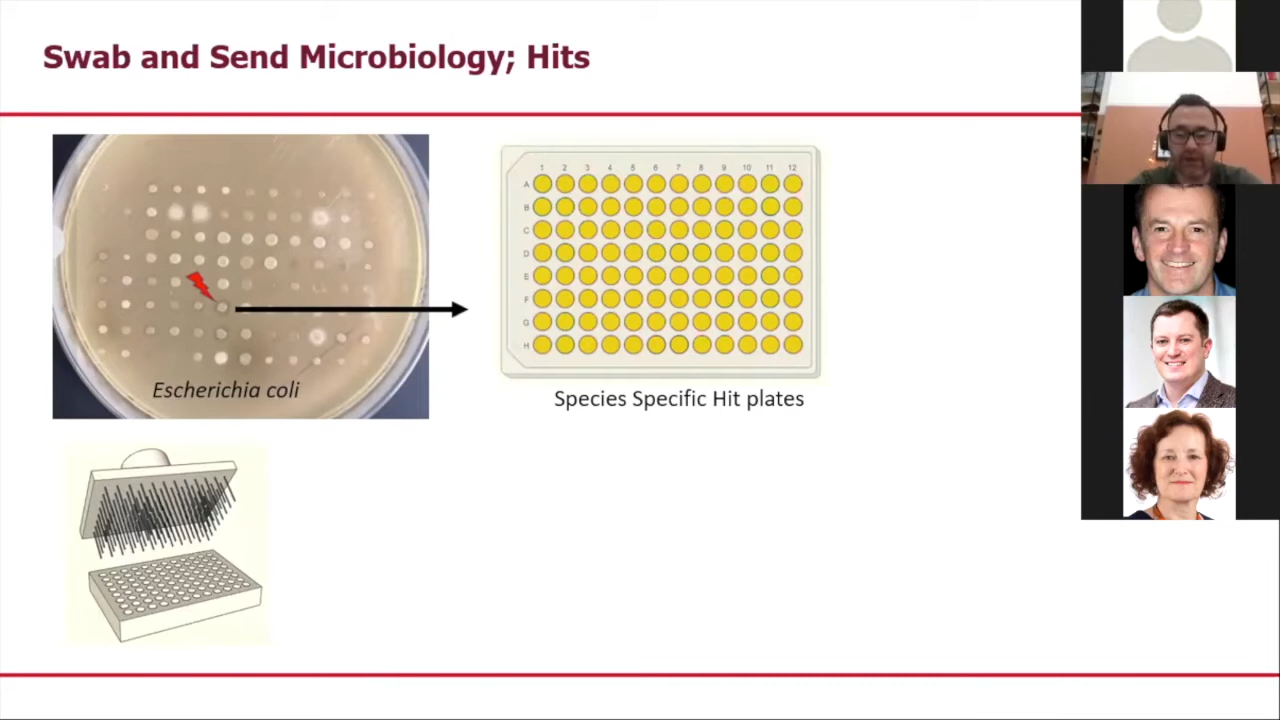 Swab and Send Microbiology; Hits
1 2 3 4 5 6 7 8 9 10 11 12
A
B
C
D
E
F
G
H
Escherichia coli
Species Specific Hit plates